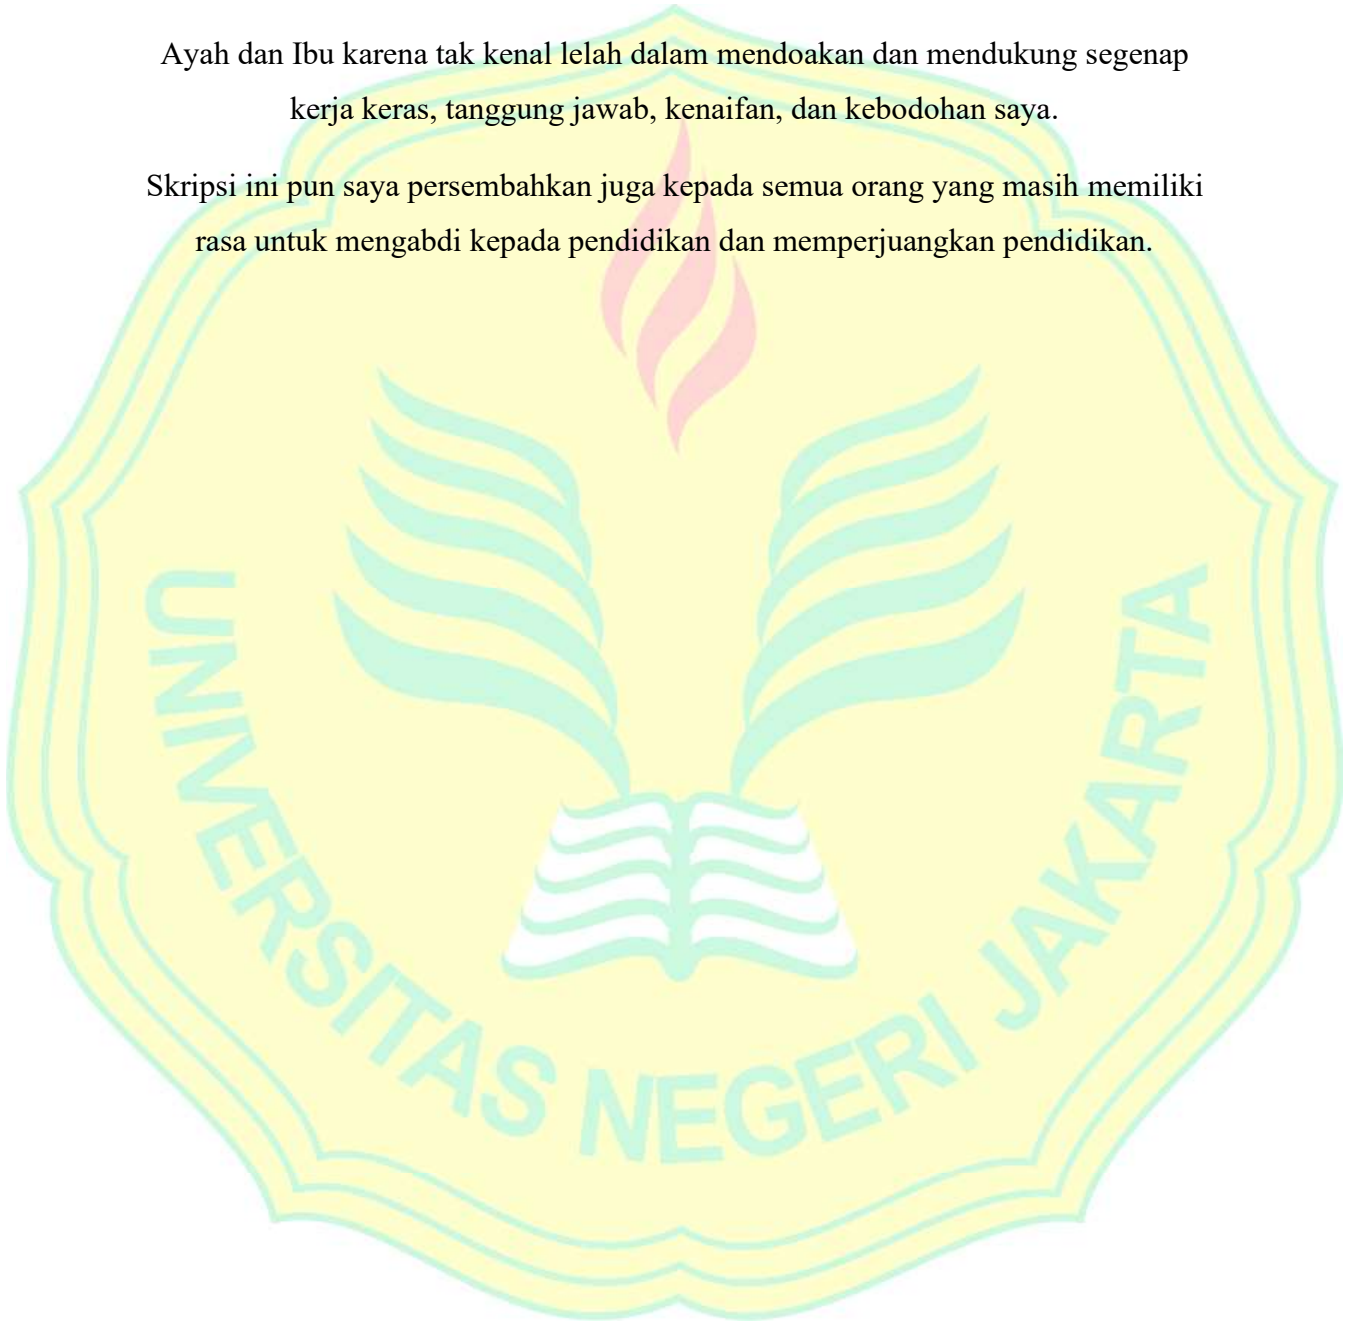 Ayah dan Ibu karena tak kenal lelah dalam mendoakan dan mendukung segenap
kerja keras, tanggung jawab, kenaifan, dan kebodohan saya.
Skripsi ini pun saya persembahkan juga kepada semua orang yang masih memiliki
rasa untuk mengabdi kepada pendidikan dan memperjuangkan pendidikan.
UNIVERSITAS NEGERI JAKARTA